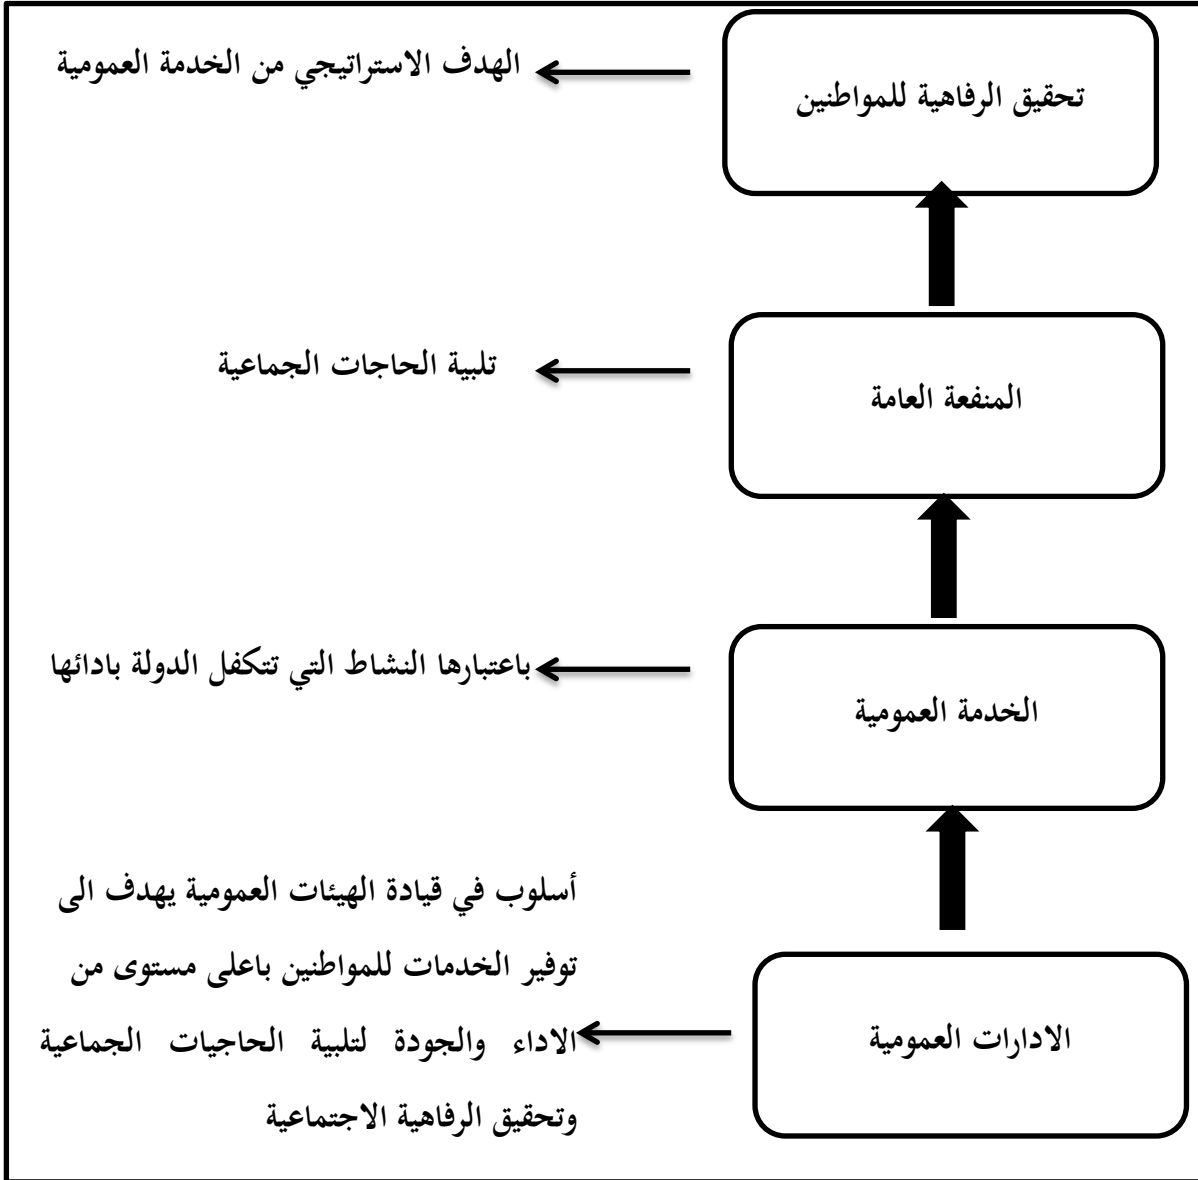 تحقيق الرفاهية للمواطنين
الهدف الاستراتيجي من الخدمة العمومية
المنفعة العامة
تلبية الحاجات الجماعية
الخدمة العمومية
باعتبارها النشاط التي تتكفل الدولة بادائها
الادارات العمومية
أسلوب في قيادة الهيئات العمومية يهدف الى
توفير الخدمات للمواطنين باعلى مستوى من
الاداء والجودة لتلبية الحاجيات الجماعية
وتحقيق الرفاهية الاجتماعية